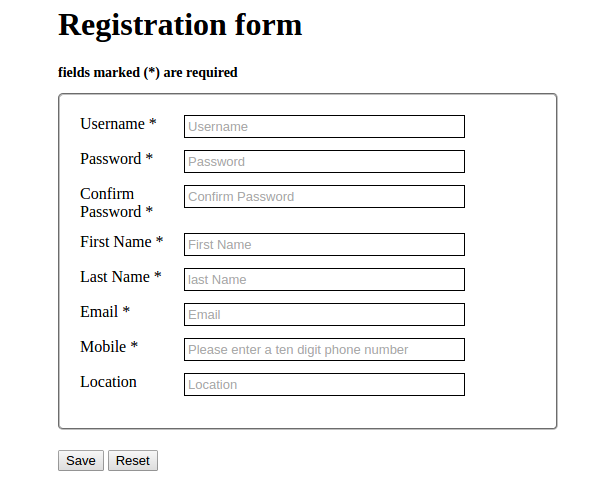 Registration form
fields marked (*) are required
Username * Username
Password * Password
Confirm
Password * Confirm Password
First Name * First Name
Last Name * last Name
Email * Email
Mobile * Please enter a ten digit phone number
Location Location
Save Reset